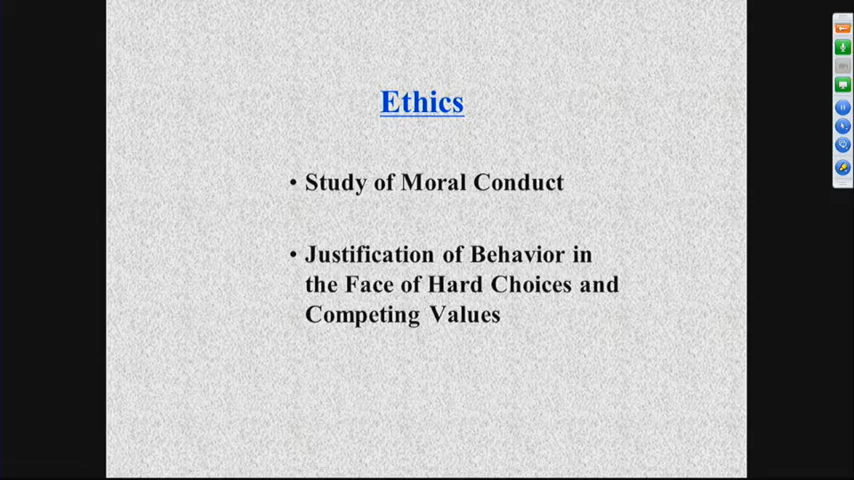 Ethics
• Study of Moral Conduct
• Justification of Behavior in
the Face of Hard Choices and
Competing Values